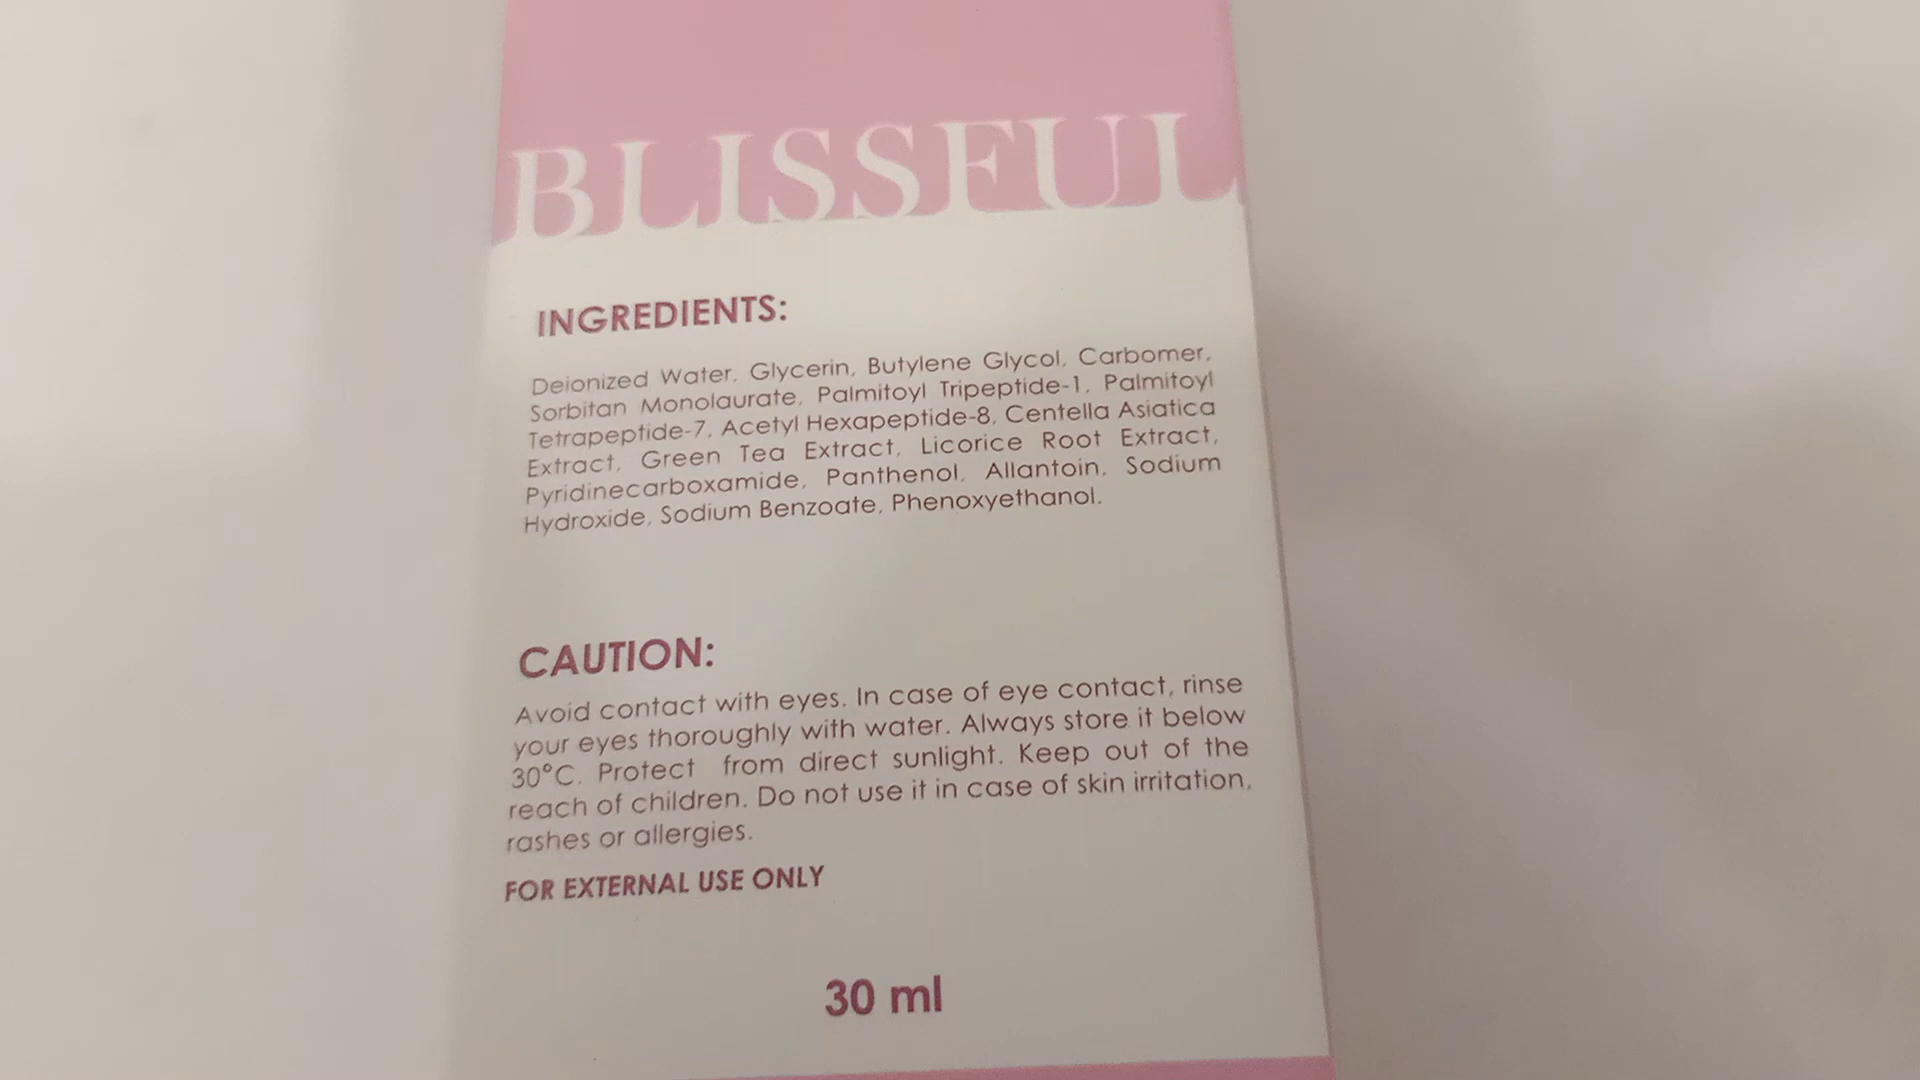 BLISSFUL
INGREDIENTS:
Deionized Water, Glycerin, Butylene Glycol, Carbomer,
Sorbitan Monolaurate, Palmitoyl Tripeptide-1, Palmitoyl
Tetrapeptide-7, Acetyl Hexapeptide-8, Centella Asiatica
Extract, Green Tea Extract, Licorice Root Extract,
Pyridinecarboxamide, Panthenol, Allantoin, Sodium
Hydroxide, Sodium Benzoate, Phenoxyethanol.
CAUTION:
Avoid contact with eyes. In case of eye contact, rinse
your eyes thoroughly with water. Always store it below
30°C. Protect from direct sunlight. Keep out of the
reach of children. Do not use it in case of skin irritation,
rashes or allergies.
FOR EXTERNAL USE ONLY
30 ml